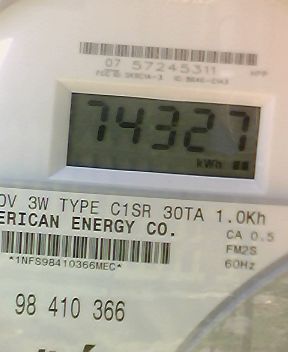 07 57245311
74327
kWh
0V 3W TYPE C1SR 30TA 1.0Kh
ERICAN ENERGY CO.
CA 0.5
FM2S
60Hz
*1NFS98410366MEC*
98 410 366